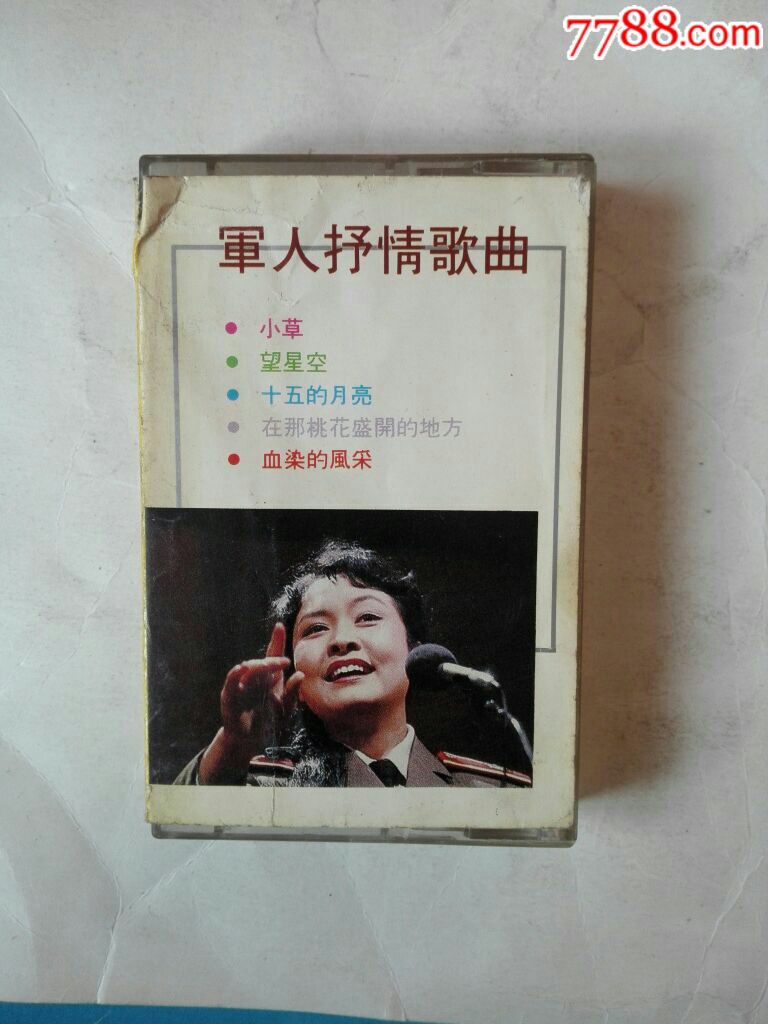 7788.com
軍人抒情歌曲
小草
望星空
十五的月亮
在那桃花盛開的地方
血染的風采